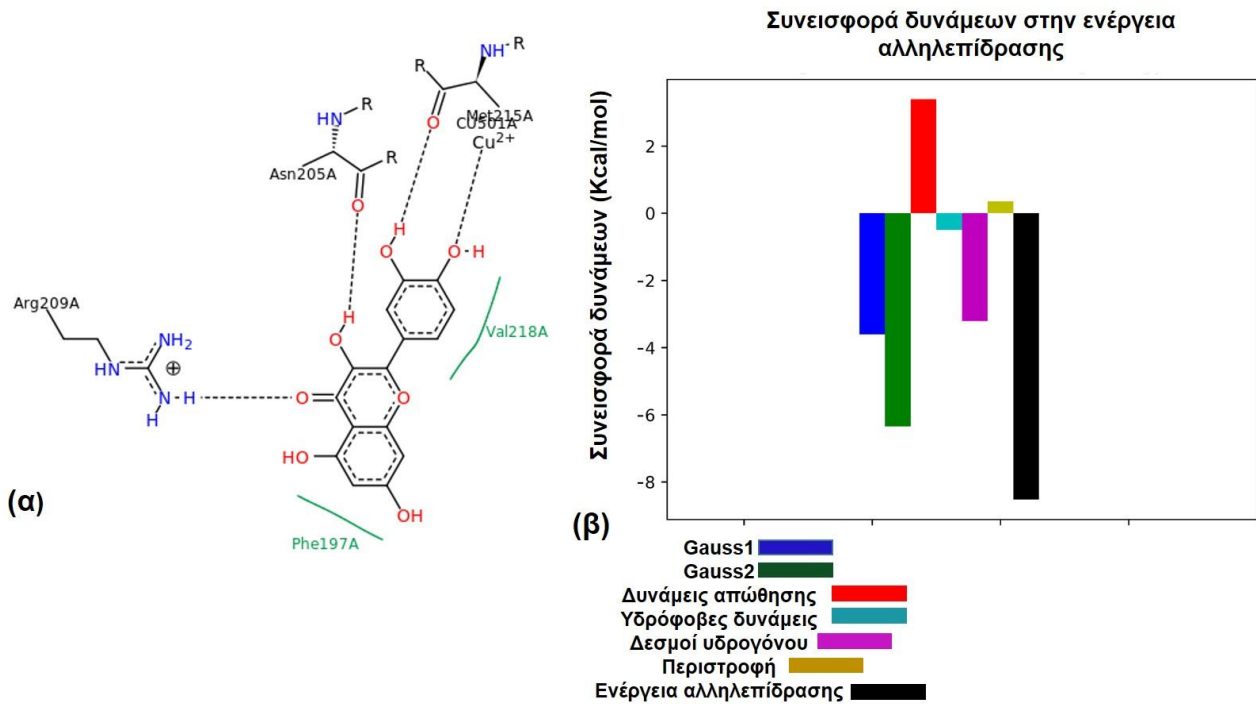 NH-R
R
Met215A
CU501A
Cu²⁺
O
HN
R
R
Asn205A
O
H
O
O-H
Arg209A
H
O
NH₂
HN
⊕
Val218A
N-H
H
O
O
HO
OH
Phe197A
(α)
Συνεισφορά δυνάμεων στην ενέργεια
αλληλεπίδρασης
Συνεισφορά δυνάμεων (Kcal/mol)
2
0
-2
-4
-6
-8
(β)
Gauss1
Gauss2
Δυνάμεις απώθησης
Υδρόφοβες δυνάμεις
Δεσμοί υδρογόνου
Περιστροφή
Ενέργεια αλληλεπίδρασης